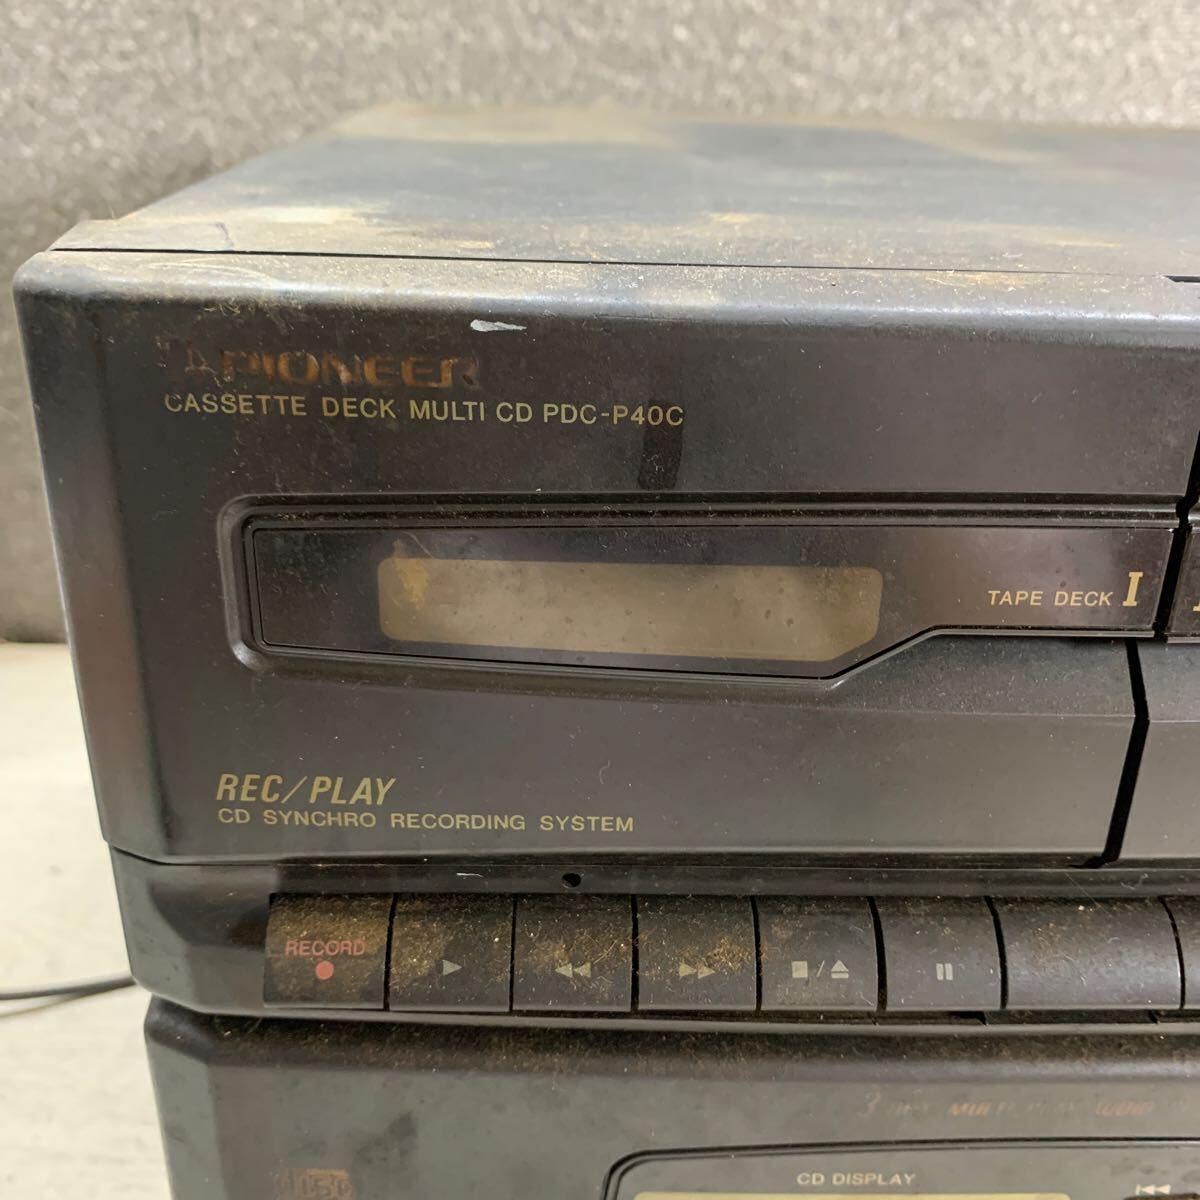 PIONEER
CASSETTE DECK MULTI CD PDC-P40C
TAPE DECK I
REC/PLAY
CD SYNCHRO RECORDING SYSTEM
RECORD
CD DISPLAY